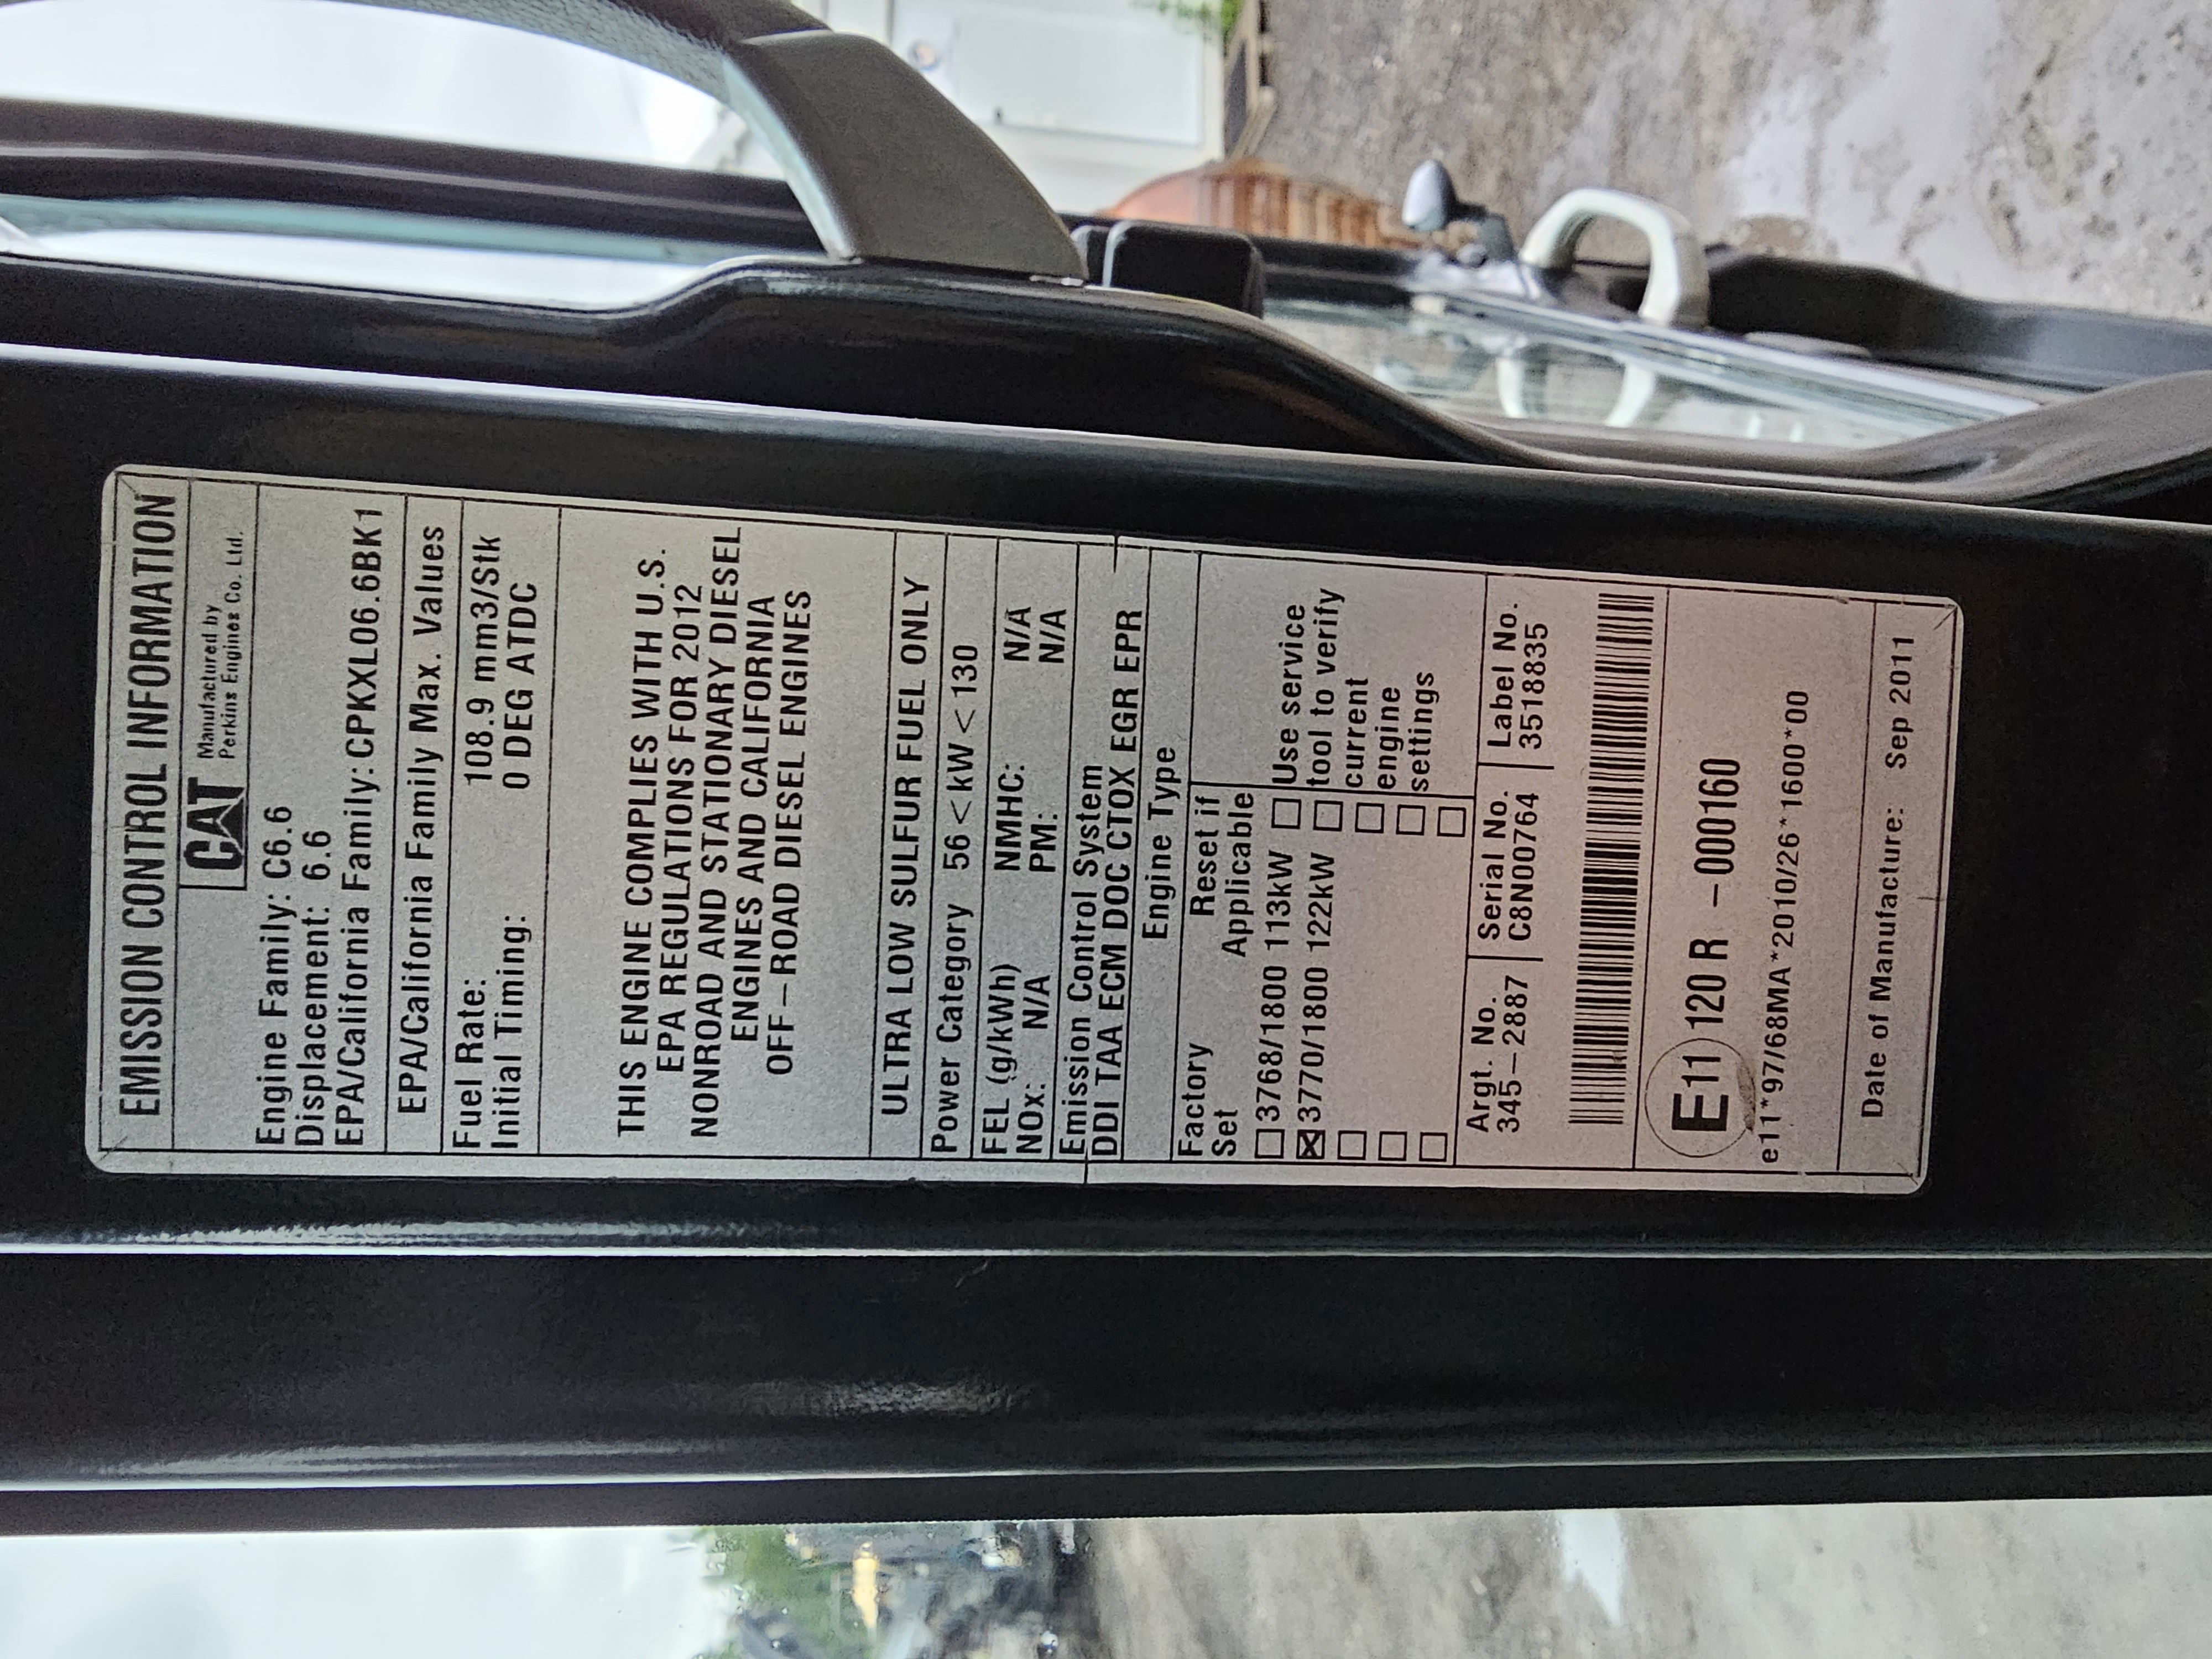 EMISSION CONTROL INFORMATION
CAT Manufactured by
Perkins Engines Co. Ltd.
Engine Family: C6.6
Displacement: 6.6
EPA/California Family: CPKXL06.6BK1
EPA/California Family Max. Values
Fuel Rate: 108.9 mm3/Stk
Initial Timing: 0 DEG ATDC
THIS ENGINE COMPLIES WITH U.S.
EPA REGULATIONS FOR 2012
NONROAD AND STATIONARY DIESEL
ENGINES AND CALIFORNIA
OFF-ROAD DIESEL ENGINES
ULTRA LOW SULFUR FUEL ONLY
Power Category 56<kW<130
FEL (g/kWh) NMHC: N/A
NOx: N/A PM: N/A
Emission Control System
DDI TAA ECM DOC CTOX EGR EPR
Engine Type
Factory Reset if
Set Applicable
☐ 3768/1800 113kW ☐ Use service
☒ 3770/1800 122kW ☐ tool to verify
☐ ☐ current
☐ ☐ engine
☐ ☐ settings
Argt. No. Serial No. Label No.
345-2887 C8N00764 3518835
E11 120 R -000160
e11*97/68MA*2010/26*1600*00
Date of Manufacture: Sep 2011